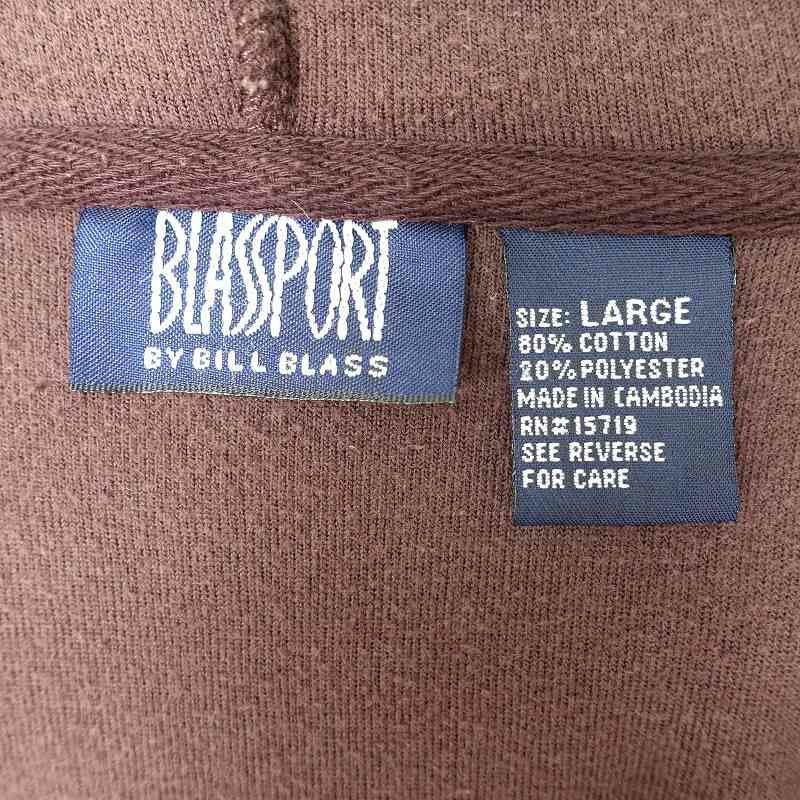 BLASSPORT
BY BILL BLASS
SIZE: LARGE
80% COTTON
20% POLYESTER
MADE IN CAMBODIA
RN#15719
SEE REVERSE
FOR CARE